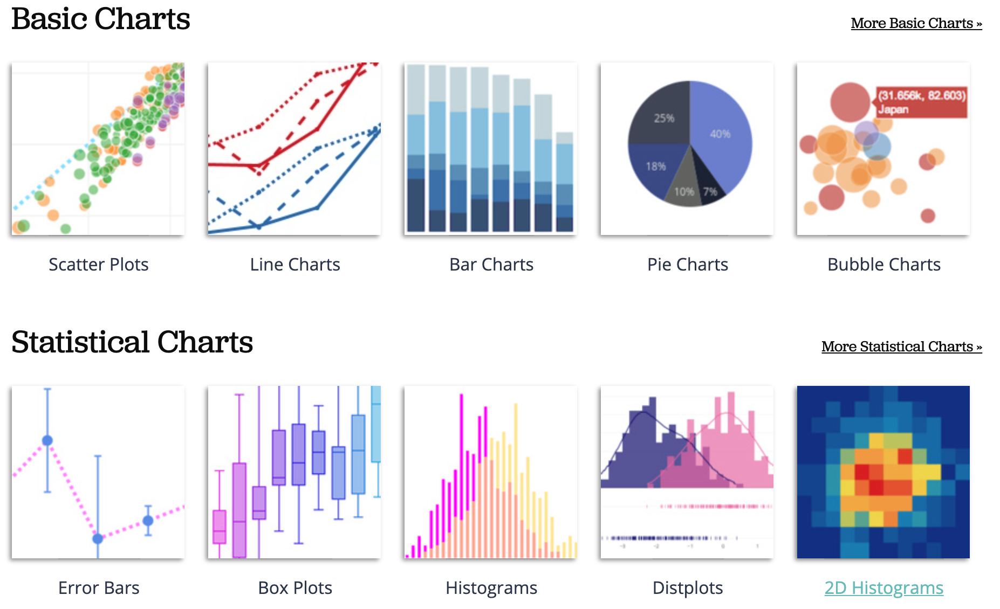 Basic Charts
More Basic Charts »
25%
40%
18%
10%
7%
(31.656k, 82.603)
Japan
Scatter Plots
Line Charts
Bar Charts
Pie Charts
Bubble Charts
Statistical Charts
More Statistical Charts »
-3
-2
-1
0
1
Error Bars
Box Plots
Histograms
Distplots
2D Histograms